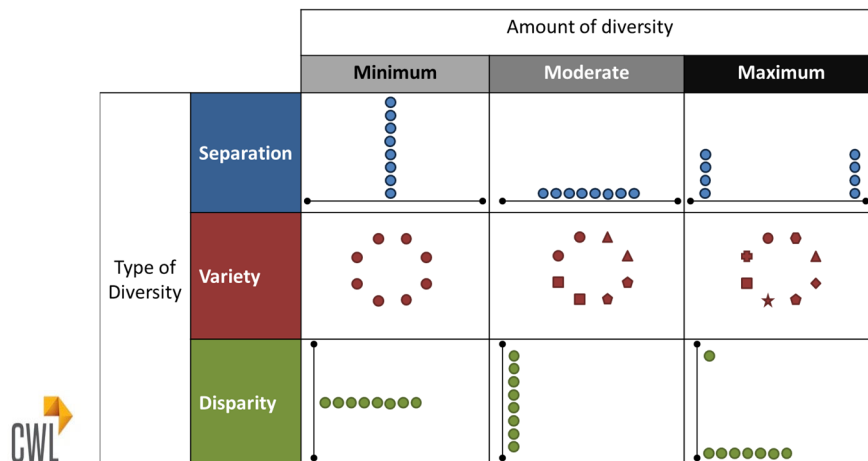 Amount of diversity
Minimum Moderate Maximum
Separation
Type of
Diversity
Variety
Disparity
CWL